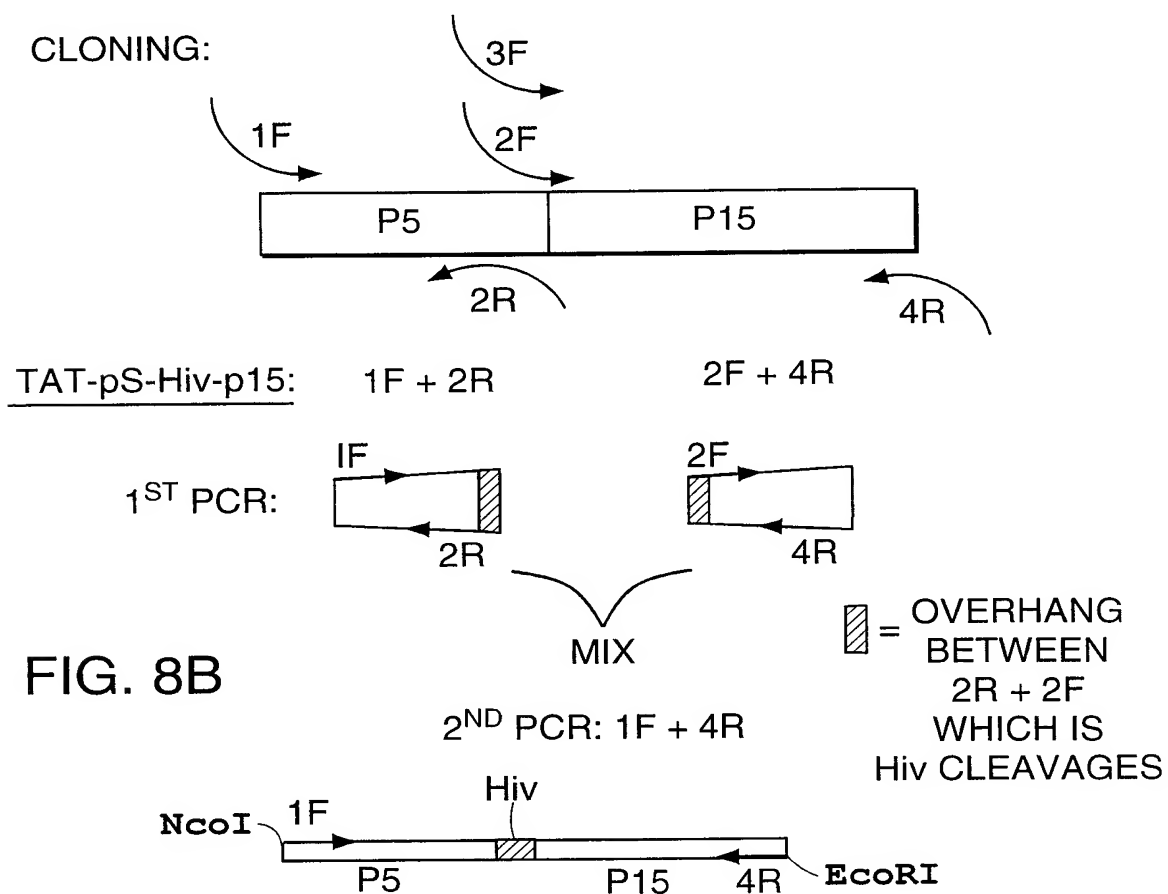 CLONING:
3F
1F
2F
P5
P15
2R
4R
TAT-pS-Hiv-p15: 1F + 2R 2F + 4R
IF
2F
1ST PCR:
2R
4R
MIX
= OVERHANG
BETWEEN
2R + 2F
WHICH IS
Hiv CLEAVAGES
FIG. 8B
2ND PCR: 1F + 4R
Hiv
NcoI
1F
P5
P15
4R
EcoRI